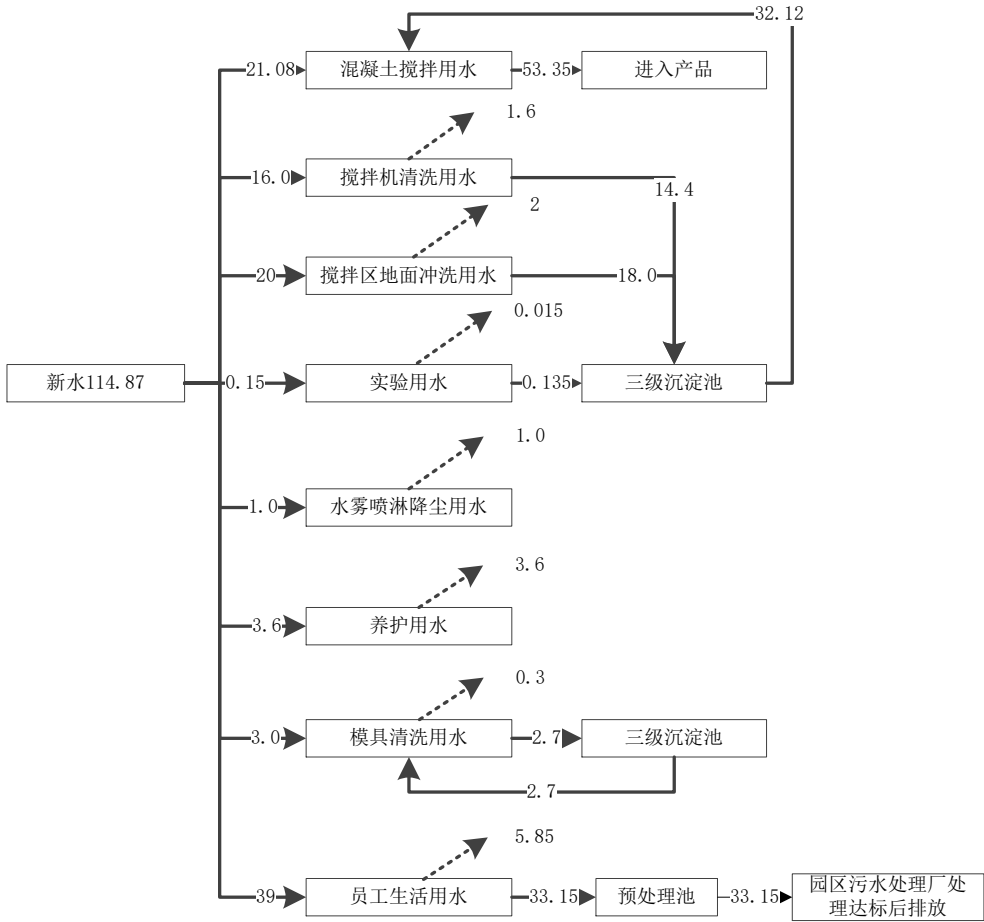 32.12
21.08
混凝土搅拌用水
53.35
进入产品
1.6
16.0
搅拌机清洗用水
14.4
2
20
搅拌区地面冲洗用水
18.0
0.015
新水114.87
0.15
实验用水
0.135
三级沉淀池
1.0
1.0
水雾喷淋降尘用水
3.6
3.6
养护用水
0.3
3.0
模具清洗用水
2.7
三级沉淀池
2.7
5.85
39
员工生活用水
33.15
预处理池
33.15
园区污水处理厂处
理达标后排放